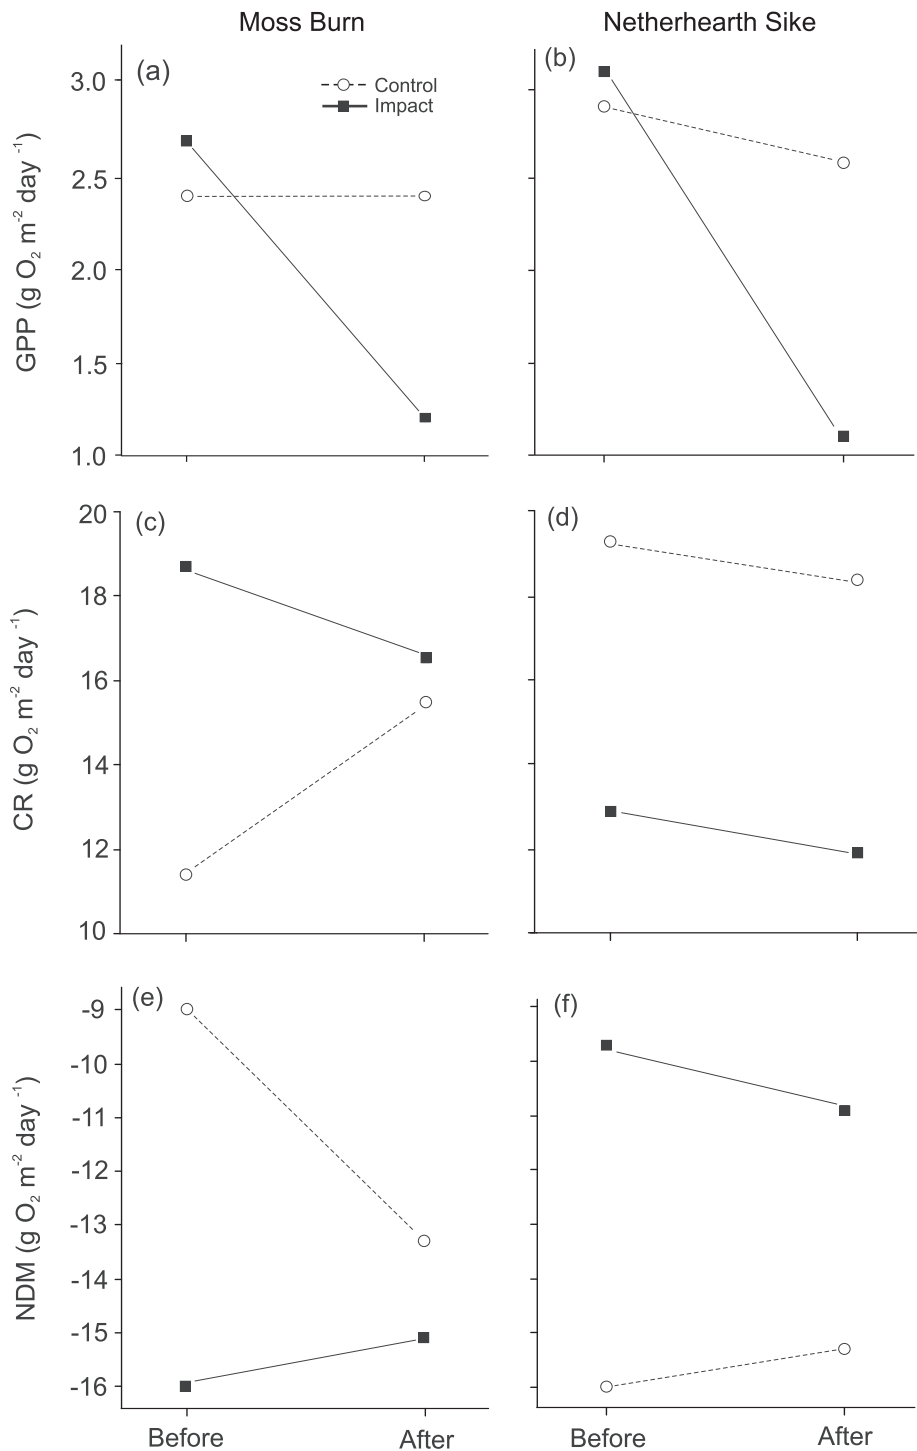 Moss Burn
Netherhearth Sike
(a)
Control
Impact
(b)
GPP (g O₂ m⁻² day ⁻¹)
3.0
2.5
2.0
1.5
1.0
(c)
(d)
CR (g O₂ m⁻² day ⁻¹)
20
18
16
14
12
10
(e)
(f)
NDM (g O₂ m⁻² day ⁻¹)
-9
-10
-11
-12
-13
-14
-15
-16
Before
After
Before
After